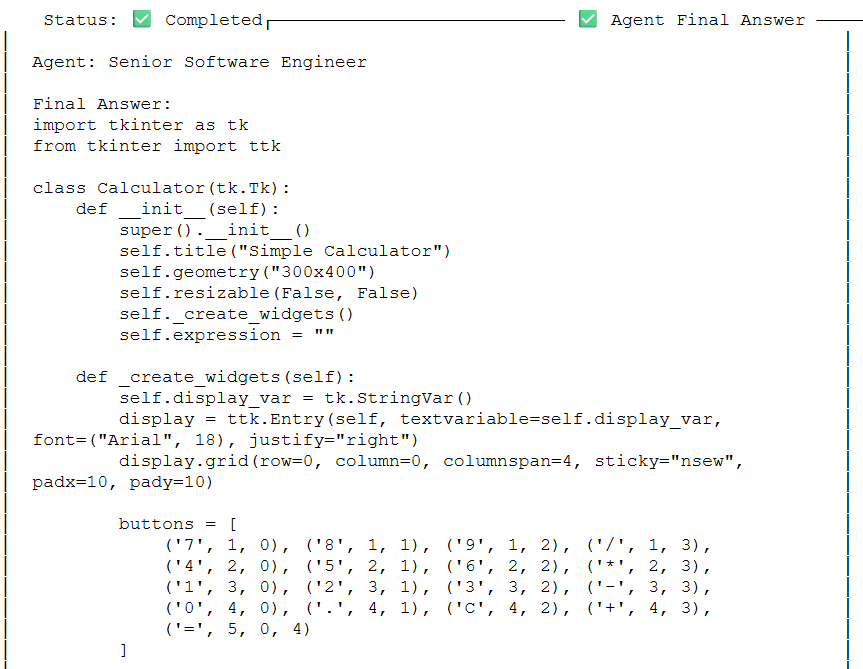 Status: ✅ Completed ✅ Agent Final Answer
Agent: Senior Software Engineer
Final Answer:
import tkinter as tk
from tkinter import ttk
class Calculator(tk.Tk):
    def __init__(self):
        super().__init__()
        self.title("Simple Calculator")
        self.geometry("300x400")
        self.resizable(False, False)
        self._create_widgets()
        self.expression = ""
    def _create_widgets(self):
        self.display_var = tk.StringVar()
        display = ttk.Entry(self, textvariable=self.display_var,
font=("Arial", 18), justify="right")
        display.grid(row=0, column=0, columnspan=4, sticky="nsew",
padx=10, pady=10)
        buttons = [
            ('7', 1, 0), ('8', 1, 1), ('9', 1, 2), ('/', 1, 3),
            ('4', 2, 0), ('5', 2, 1), ('6', 2, 2), ('*', 2, 3),
            ('1', 3, 0), ('2', 3, 1), ('3', 3, 2), ('-', 3, 3),
            ('0', 4, 0), ('.', 4, 1), ('C', 4, 2), ('+', 4, 3),
            ('=', 5, 0, 4)
        ]